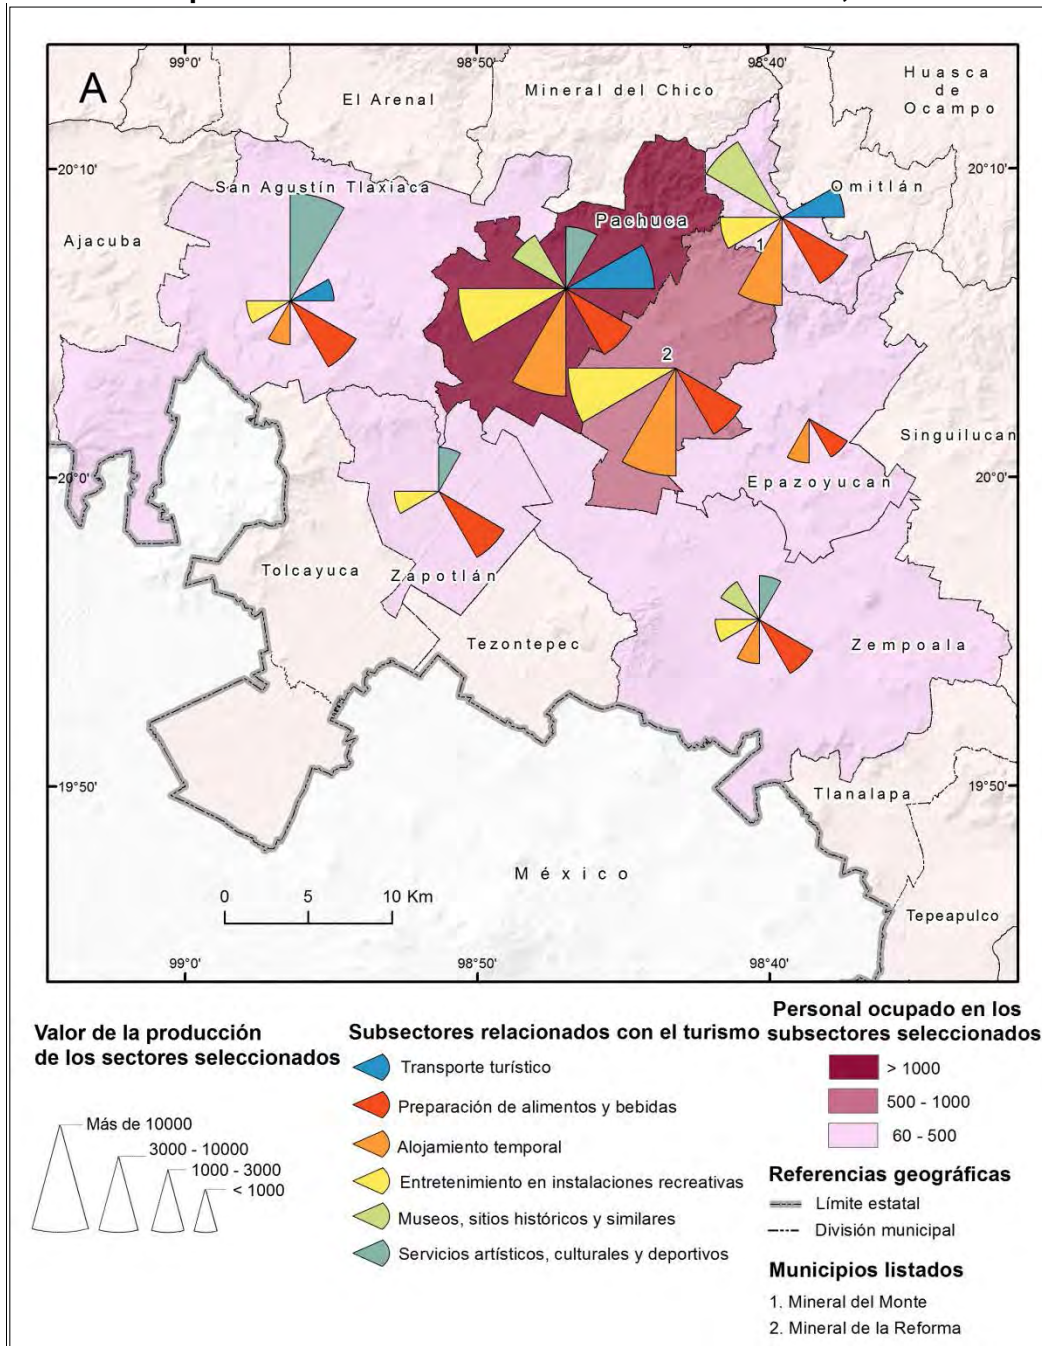 A
99°0'
98°50'
98°40'
El Arenal
Mineral del Chico
Huasca
de
Ocampo
20°10'
20°10'
San Agustín Tlaxiaca
Omitlán
Ajacuba
Pachuca
1
2
Singuilucan
20°0'
20°0'
Epazoyucan
Tolcayuca
Zapotlán
Tezontepec
Zempoala
19°50'
19°50'
Tlanalapa
México
0 5 10 Km
Tepeapulco
99°0'
98°50'
98°40'
Valor de la producción
de los sectores seleccionados
Más de 10000
3000 - 10000
1000 - 3000
< 1000
Subsectores relacionados con el turismo
Transporte turístico
Preparación de alimentos y bebidas
Alojamiento temporal
Entretenimiento en instalaciones recreativas
Museos, sitios históricos y similares
Servicios artísticos, culturales y deportivos
Personal ocupado en los
subsectores seleccionados
> 1000
500 - 1000
60 - 500
Referencias geográficas
Límite estatal
División municipal
Municipios listados
1. Mineral del Monte
2. Mineral de la Reforma